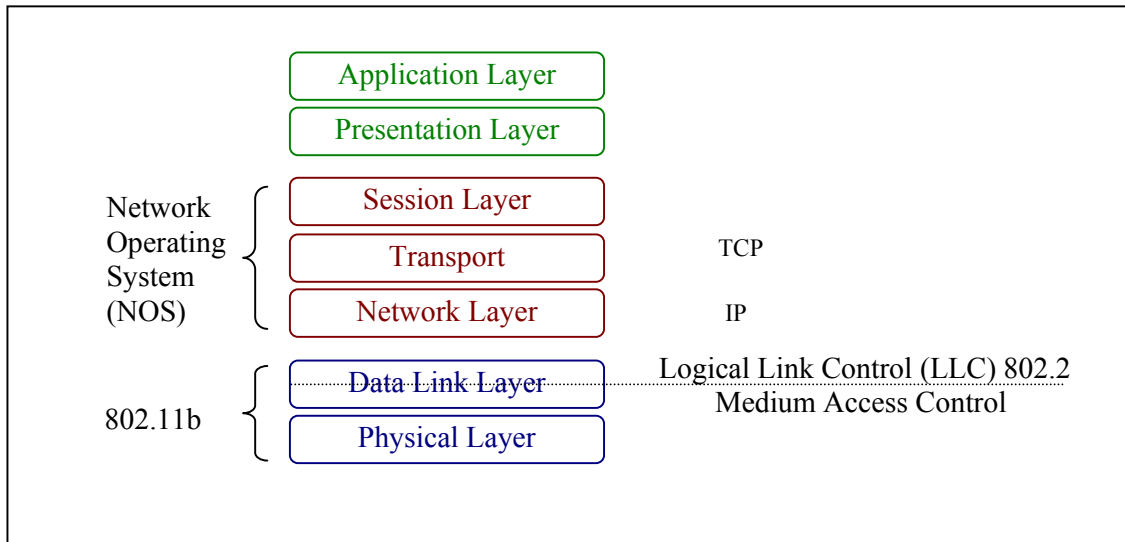 Application Layer
Presentation Layer
Session Layer
Network
Operating
System
(NOS)
Transport
TCP
Network Layer
IP
Data Link Layer
Logical Link Control (LLC) 802.2
Medium Access Control
802.11b
Physical Layer